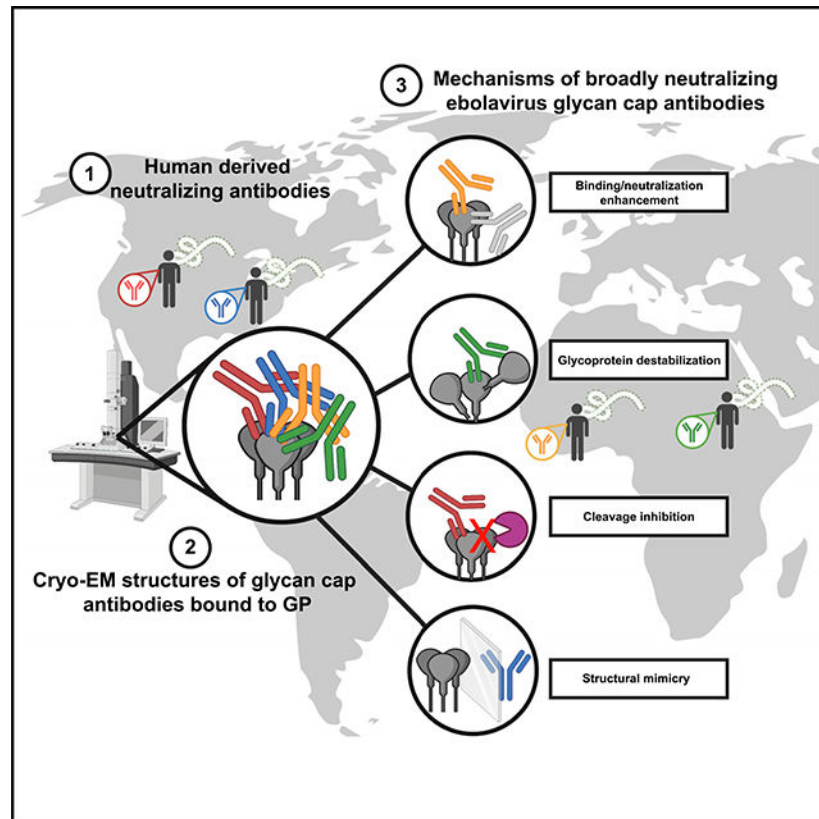 1
Human derived
neutralizing antibodies
2
Cryo-EM structures of glycan cap
antibodies bound to GP
3
Mechanisms of broadly neutralizing
ebolavirus glycan cap antibodies
Binding/neutralization
enhancement
Glycoprotein destabilization
Cleavage inhibition
X
Structural mimicry